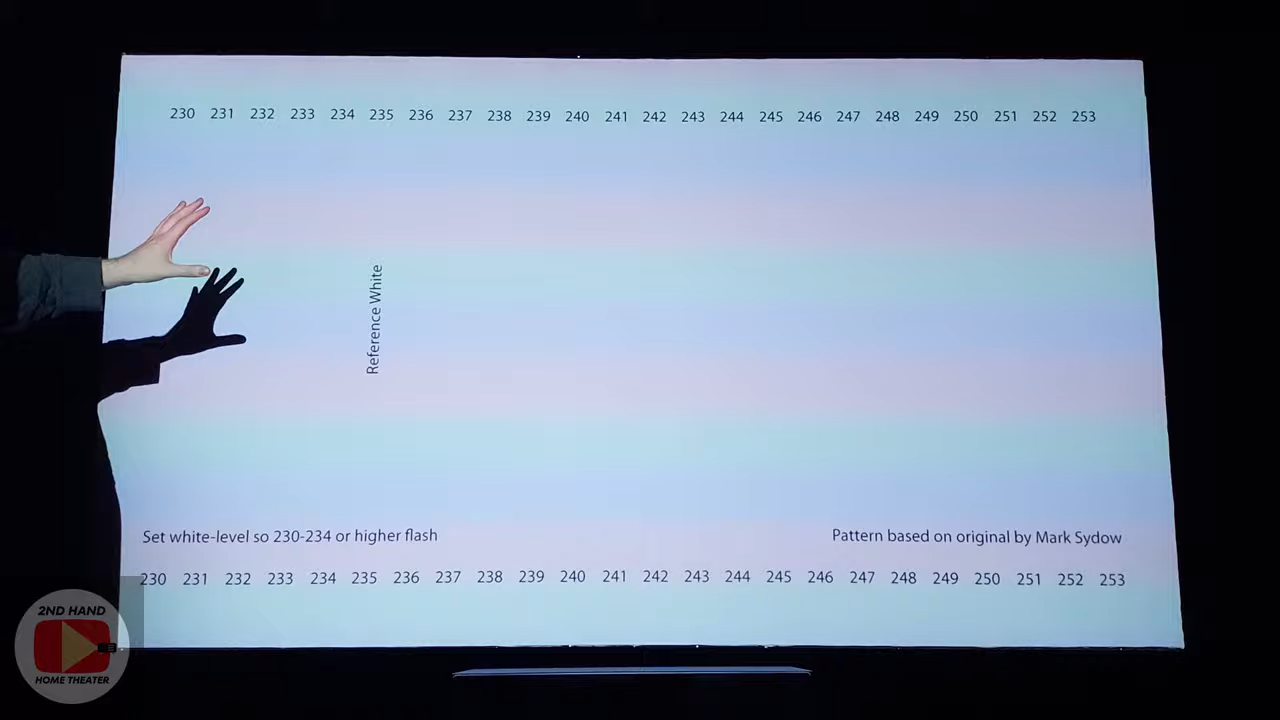 230 231 232 233 234 235 236 237 238 239 240 241 242 243 244 245 246 247 248 249 250 251 252 253
Reference White
Set white-level so 230-234 or higher flash
Pattern based on original by Mark Sydow
230 231 232 233 234 235 236 237 238 239 240 241 242 243 244 245 246 247 248 249 250 251 252 253
2ND HAND
HOME THEATER